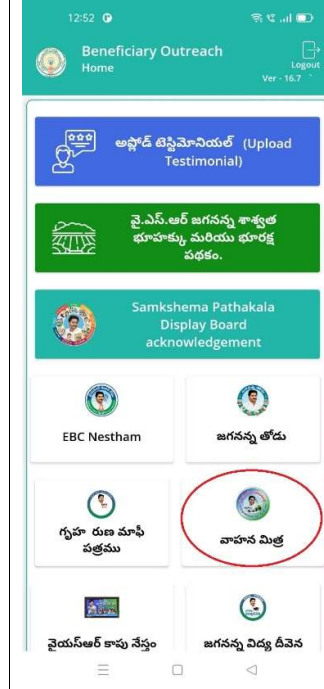 12:52
Beneficiary Outreach
Home
Logout
Ver - 16.7
అప్లోడ్ టెస్టిమోనియల్ (Upload
Testimonial)
వై.ఎస్.ఆర్ జగనన్న శాశ్వత
భూహక్కు మరియు భూరక్ష
పథకం.
Samkshema Pathakala
Display Board
acknowledgement
EBC Nestham
జగనన్న తోడు
గృహ రుణ మాఫీ
పత్రము
వాహన మిత్ర
వైయస్ఆర్ కాపు నేస్తం
జగనన్న విద్య దీవెన